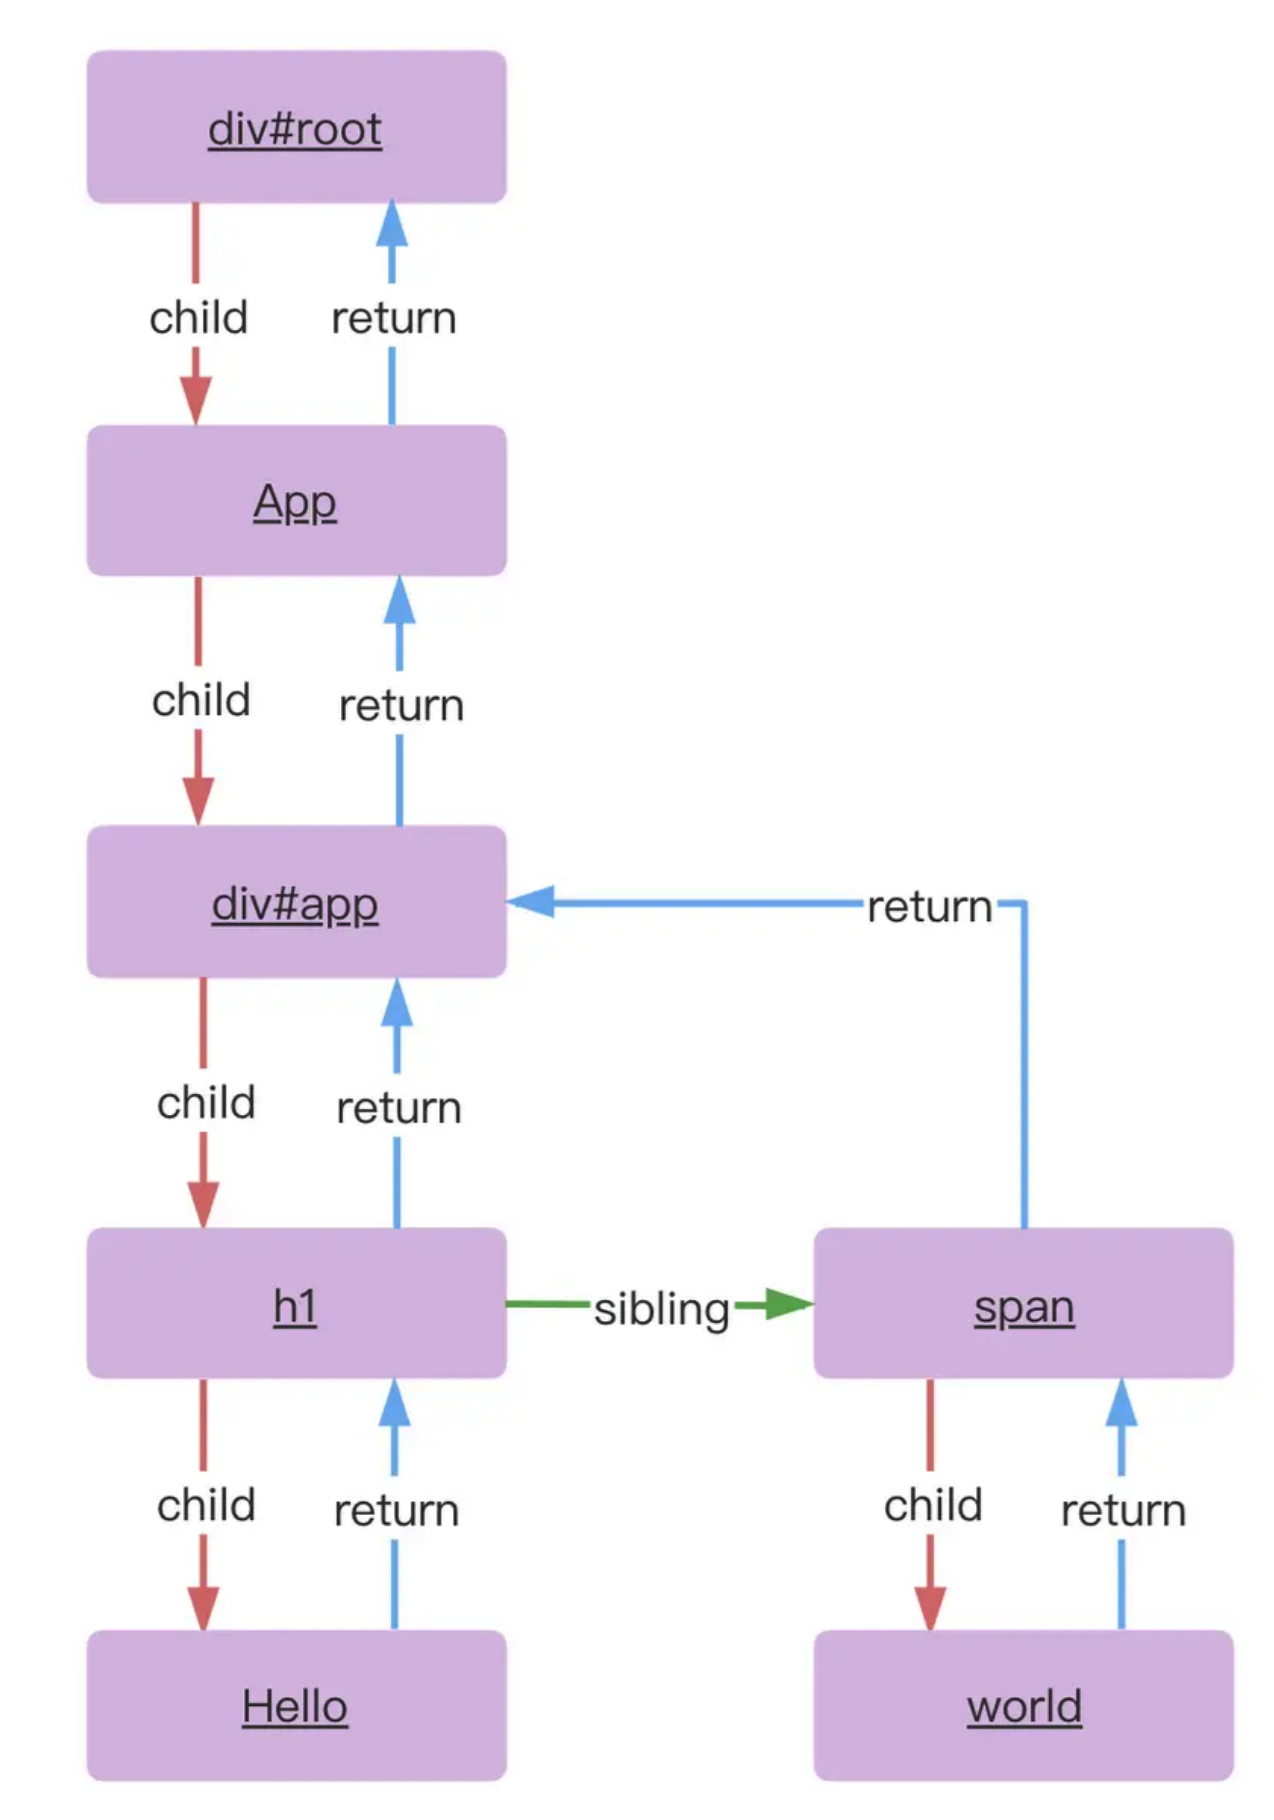 div#root
child return
App
child return
div#app
return
child return
h1
sibling
span
child return
child return
Hello
world